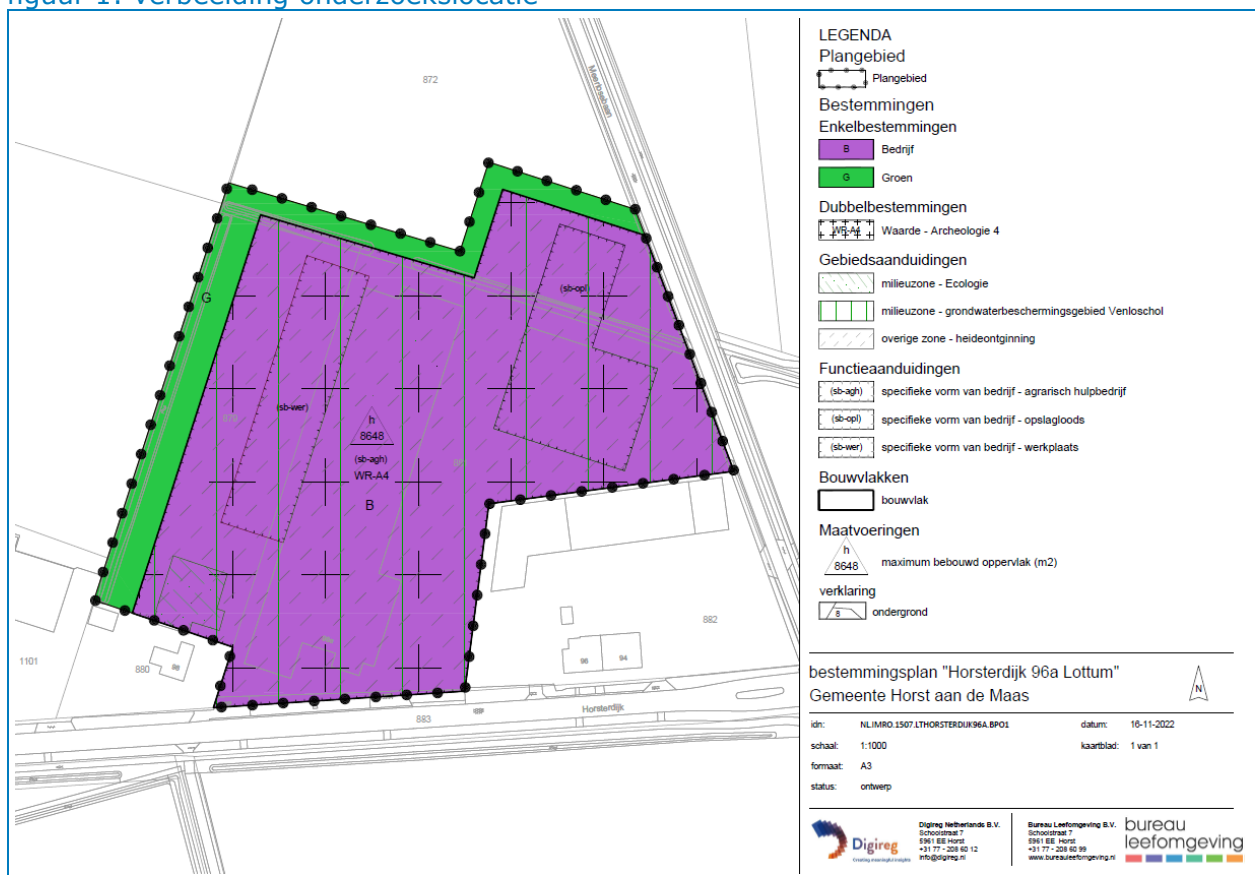 figuur 1: verbeelding onderzoekslocatie
872
Meerlosebaan
G
(sb-opl)
(sb-wer)
h
8648
(sb-agh)
WR-A4
B
882
1101
880
98
96
94
883
Horsterdijk
LEGENDA
Plangebied
Plangebied
Bestemmingen
Enkelbestemmingen
B Bedrijf
G Groen
Dubbelbestemmingen
WR-A4 Waarde - Archeologie 4
Gebiedsaanduidingen
milieuzone - Ecologie
milieuzone - grondwaterbeschermingsgebied Venloschol
overige zone - heideontginning
Functieaanduidingen
(sb-agh) specifieke vorm van bedrijf - agrarisch hulpbedrijf
(sb-opl) specifieke vorm van bedrijf - opslagloods
(sb-wer) specifieke vorm van bedrijf - werkplaats
Bouwvlakken
bouwvlak
Maatvoeringen
h
8648 maximum bebouwd oppervlak (m2)
verklaring
8 ondergrond
bestemmingsplan "Horsterdijk 96a Lottum"
Gemeente Horst aan de Maas
N
idn: NL.IMRO.1507.LTHORSTERDIJK96A.BPO1 datum: 16-11-2022
schaal: 1:1000 kaartblad: 1 van 1
formaat: A3
status: ontwerp
Digireg
Creating meaningful insights
Digireg Netherlands B.V.
Schoolstraat 7
5961 EE Horst
+31 77 - 208 60 12
info@digireg.nl
Bureau Leefomgeving B.V.
Schoolstraat 7
5961 EE Horst
+31 77 - 208 60 99
www.bureauleefomgeving.nl
bureau
leefomgeving